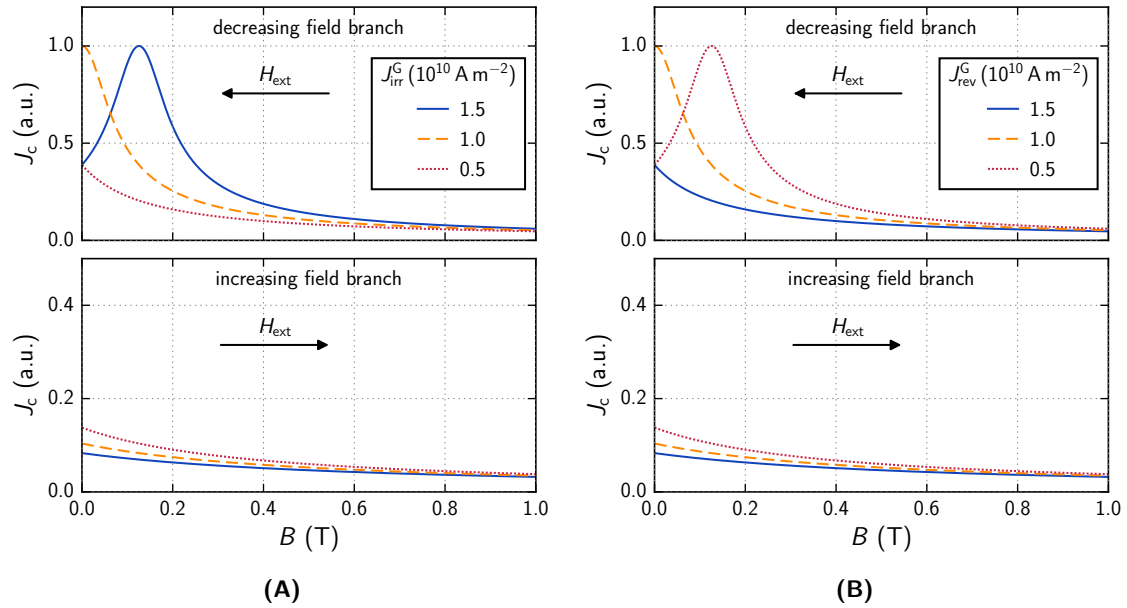 decreasing field branch
H_ext
J_irr^G (10^10 A m^−2)
1.5
1.0
0.5
1.0
0.5
0.0
J_c (a.u.)
increasing field branch
H_ext
0.4
0.2
0.0
J_c (a.u.)
0.0 0.2 0.4 0.6 0.8 1.0
B (T)
(A)
decreasing field branch
H_ext
J_rev^G (10^10 A m^−2)
1.5
1.0
0.5
1.0
0.5
0.0
J_c (a.u.)
increasing field branch
H_ext
0.4
0.2
0.0
J_c (a.u.)
0.0 0.2 0.4 0.6 0.8 1.0
B (T)
(B)